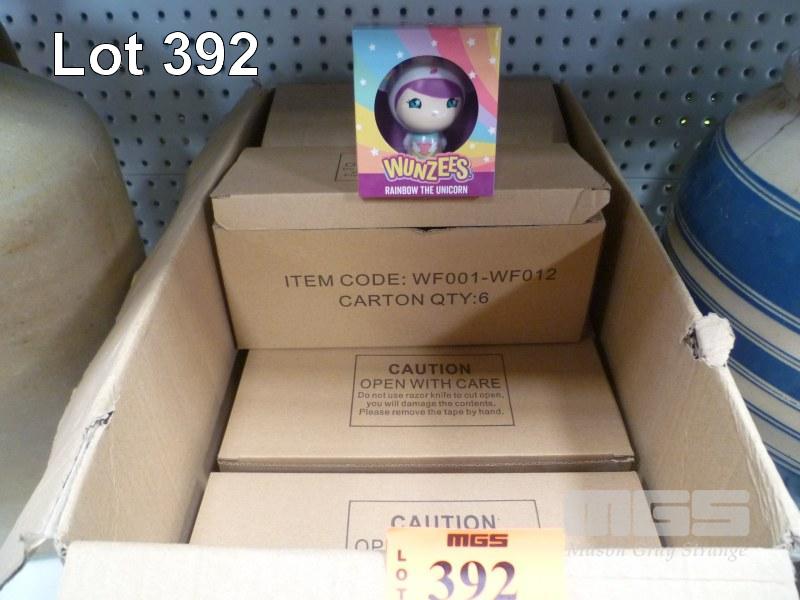 Lot 392
WUNZEES
RAINBOW THE UNICORN
ITEM CODE: WF001-WF012
CARTON QTY:6
CAUTION
OPEN WITH CARE
Do not use razor knife to cut open,
you will damage the contents.
Please remove the tape by hand.
CAUTION
MGS
LOT
392
MGS
Mason Gray Strange